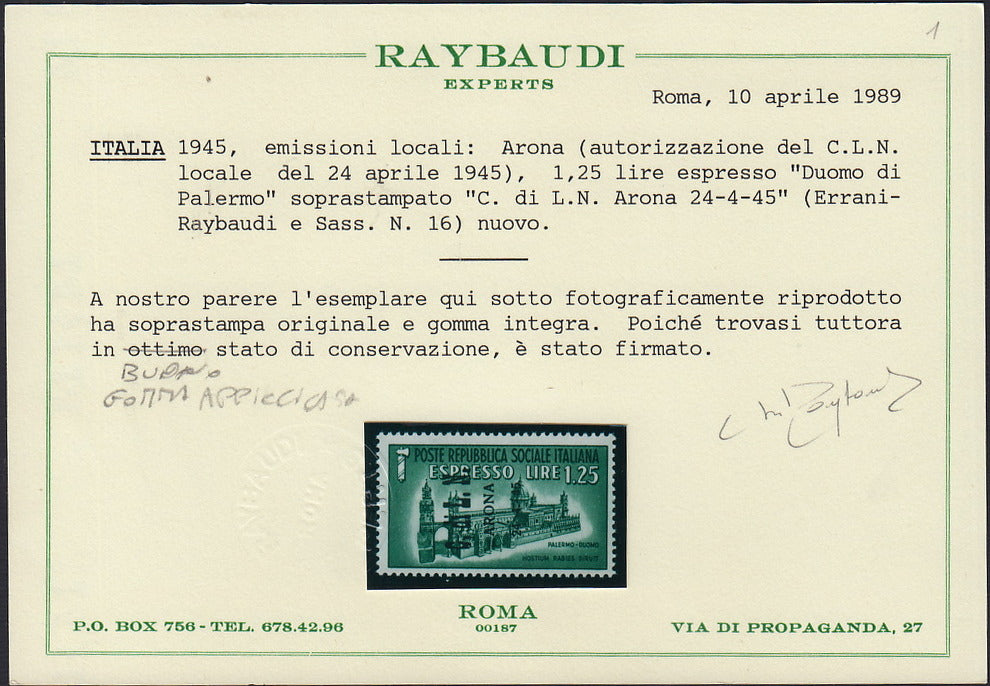 1
RAYBAUDI
EXPERTS
Roma, 10 aprile 1989
ITALIA 1945, emissioni locali: Arona (autorizzazione del C.L.N.
locale del 24 aprile 1945), 1,25 lire espresso "Duomo di
Palermo" soprastampato "C. di L.N. Arona 24-4-45" (Errani-
Raybaudi e Sass. N. 16) nuovo.
A nostro parere l'esemplare qui sotto fotograficamente riprodotto
ha soprastampa originale e gomma integra. Poiché trovasi tuttora
in ottimo stato di conservazione, è stato firmato.
BUONO
GOMMA APPICCICOSA
POSTE REPUBBLICA SOCIALE ITALIANA
ESPRESSO LIRE 1.25
ARONA
PALERMO-DUOMO
HOSTIUM RABIES DIRUIT
P.O. BOX 756 - TEL. 678.42.96
ROMA
00187
VIA DI PROPAGANDA, 27